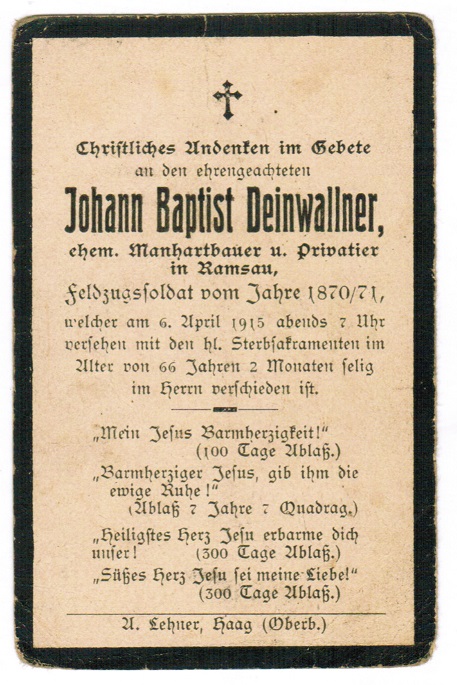 Christliches Andenken im Gebete
an den ehrengeachteten
Johann Baptist Deinwallner,
ehem. Manhartbauer u. Privatier
in Ramsau,
Feldzugssoldat vom Jahre 1870/71,
welcher am 6. April 1915 abends 7 Uhr
versehen mit den hl. Sterbsakramenten im
Alter von 66 Jahren 2 Monaten selig
im Herrn verschieden ist.
„Mein Jesus Barmherzigkeit!“
(100 Tage Ablaß.)
„Barmherziger Jesus, gib ihm die
ewige Ruhe!“
(Ablaß 7 Jahre 7 Quadrag.)
„Heiligstes Herz Jesu erbarme dich
unser! (300 Tage Ablaß.)
„Süßes Herz Jesu sei meine Liebe!“
(300 Tage Ablaß.)
A. Lehner, Haag (Oberb.)